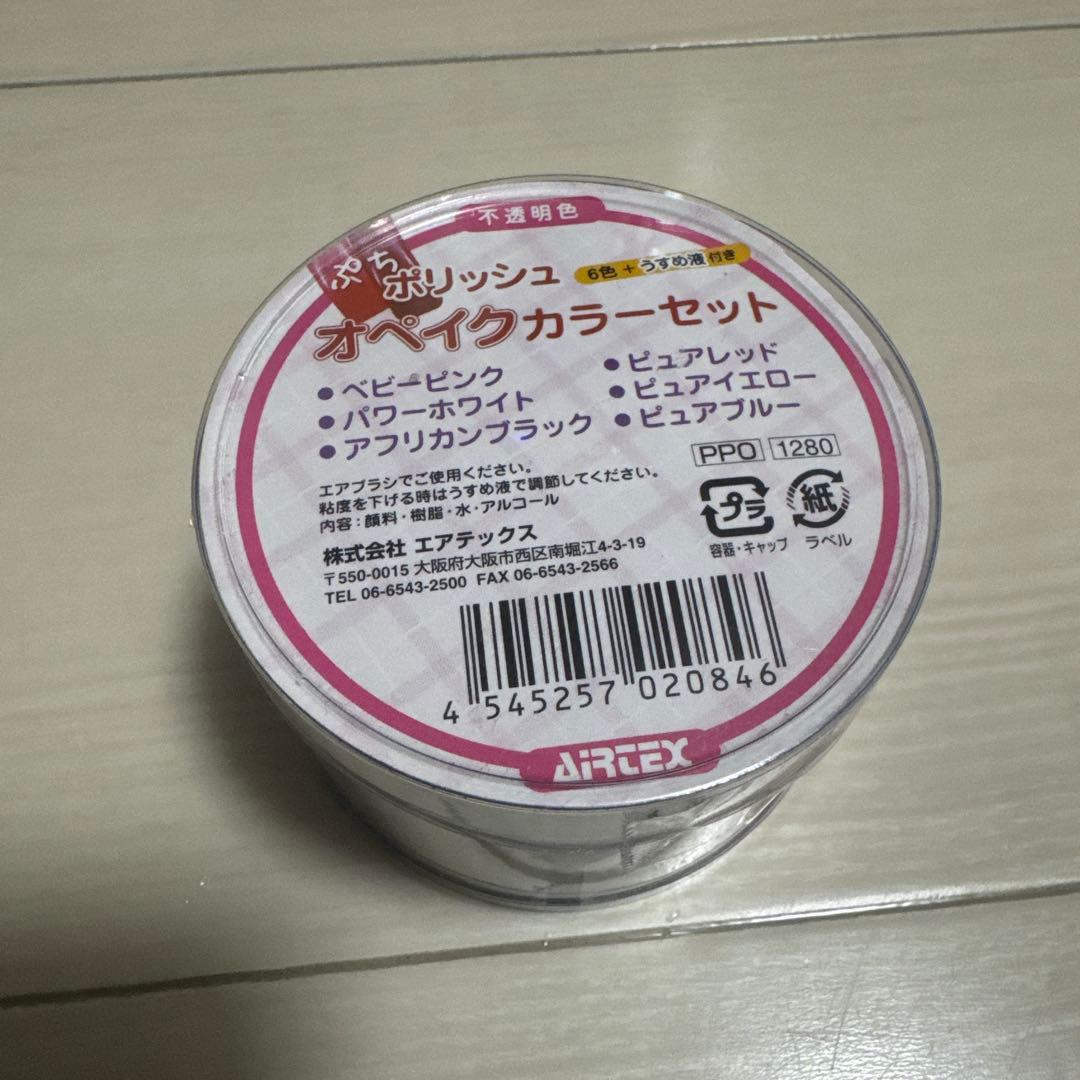 不透明色
ぷち
ポリッシュ
6色+うすめ液付き
オペイクカラーセット
●ベビーピンク
●パワーホワイト
●アフリカンブラック
●ピュアレッド
●ピュアイエロー
●ピュアブルー
PPO 1280
エアブラシでご使用ください。
粘度を下げる時はうすめ液で調節してください。
内容:顔料・樹脂・水・アルコール
プラ 紙
容器・キャップ ラベル
株式会社 エアテックス
〒550-0015 大阪府大阪市西区南堀江4-3-19
TEL 06-6543-2500 FAX 06-6543-2566
4 545257 020846
AIRTEX